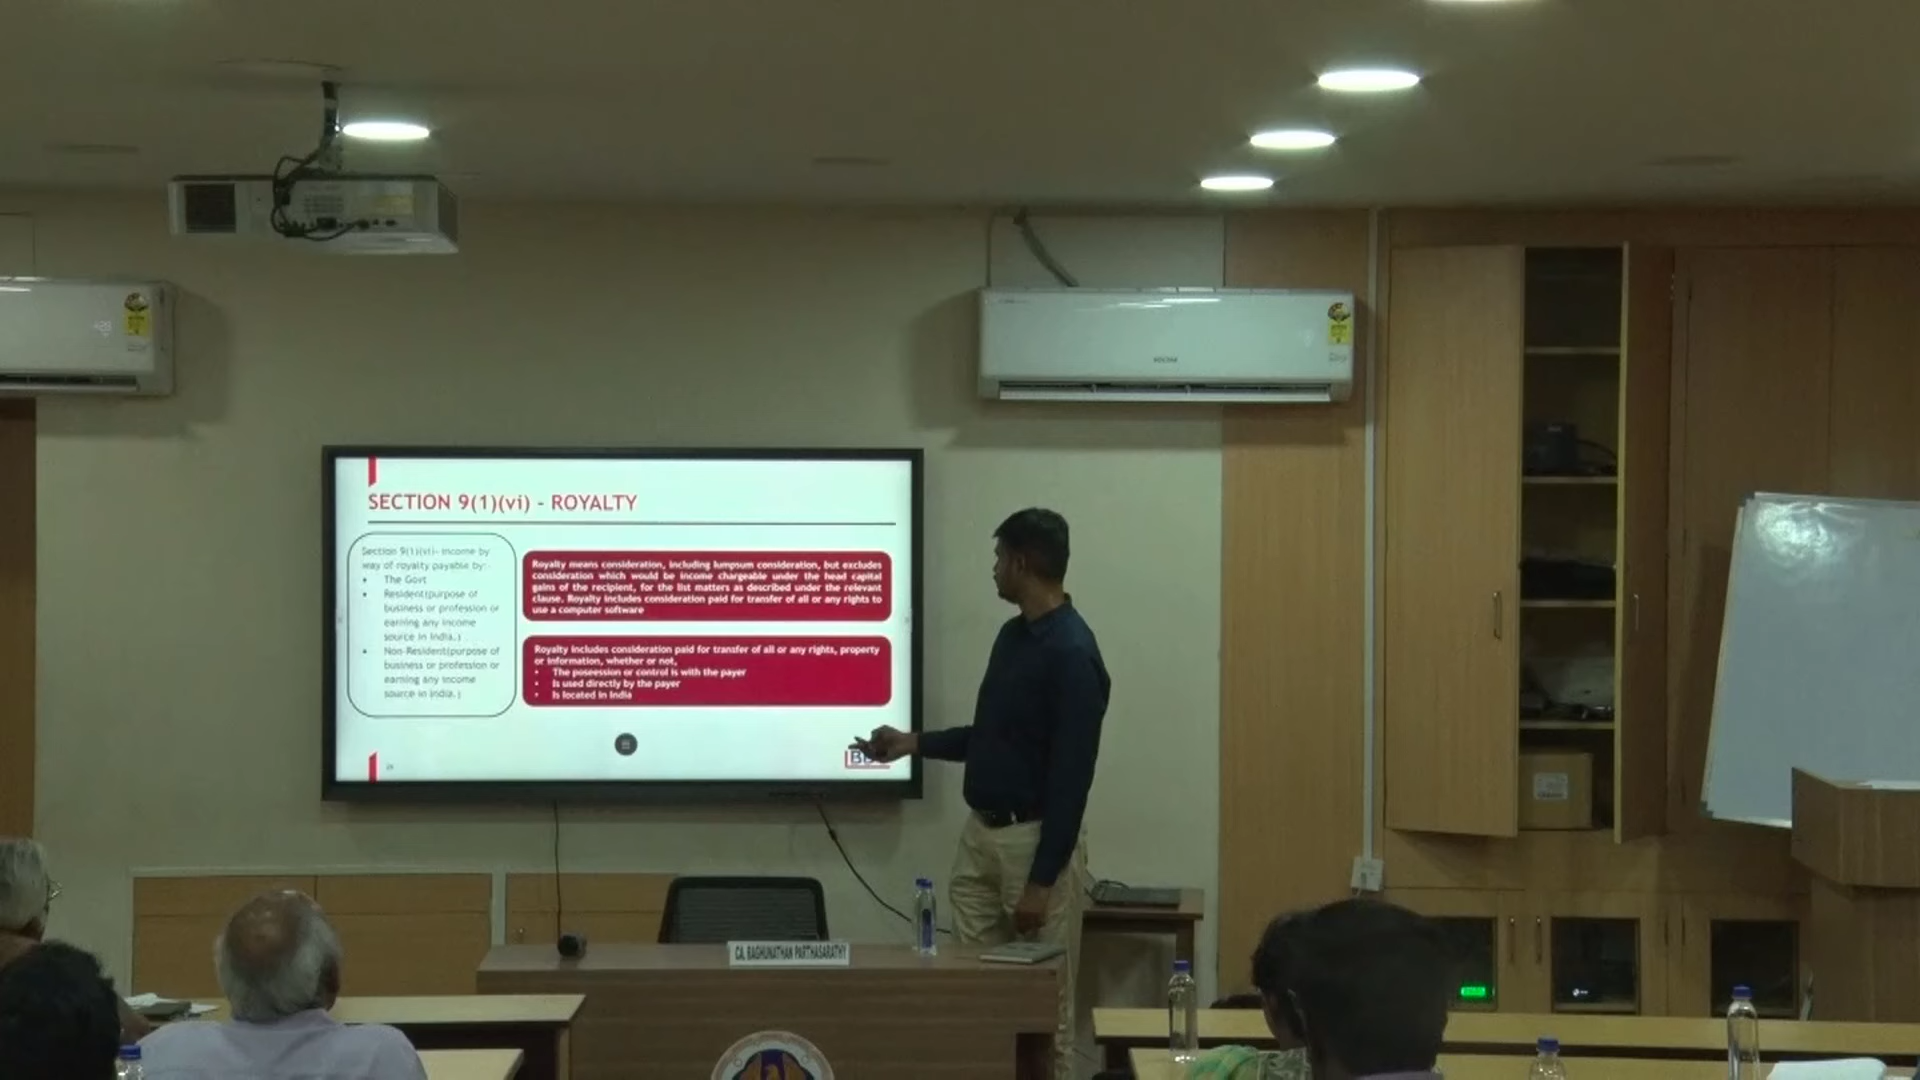 SECTION 9(1)(vi) - ROYALTY
Section 9(1)(vi)- Income by
way of royalty payable by:-
• The Govt
• Resident(purpose of
business or profession or
earning any income
source in India.)
• Non-Resident(purpose of
business or profession or
earning any income
source in India.)
Royalty means consideration, including lumpsum consideration, but excludes
consideration which would be income chargeable under the head capital
gains of the recipient, for the list matters as described under the relevant
clause. Royalty includes consideration paid for transfer of all or any rights to
use a computer software
Royalty includes consideration paid for transfer of all or any rights, property
or information, whether or not,
• The possession or control is with the payer
• Is used directly by the payer
• Is located in India
CA. RAGHUNATHAN PARTHASARATHY